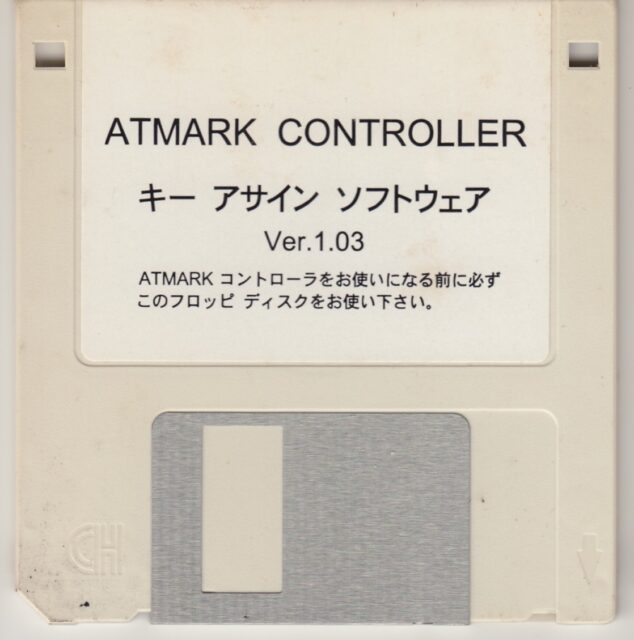 ATMARK CONTROLLER
キー アサイン ソフトウェア
Ver.1.03
ATMARK コントローラをお使いになる前に必ず
このフロッピ ディスクをお使い下さい。
CH